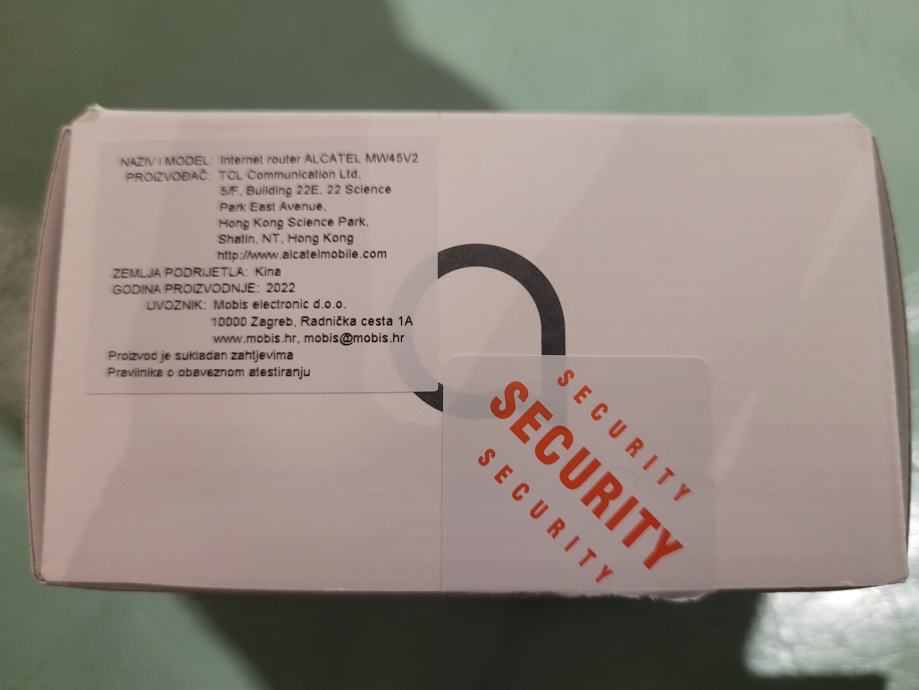 NAZIV I MODEL: Internet router ALCATEL MW45V2
PROIZVOĐAČ: TCL Communication Ltd,
5/F, Building 22E, 22 Science
Park East Avenue,
Hong Kong Science Park,
Shatin, NT, Hong Kong
http://www.alcatelmobile.com
ZEMLJA PODRIJETLA: Kina
GODINA PROIZVODNJE: 2022
UVOZNIK: Mobis electronic d.o.o.
10000 Zagreb, Radnička cesta 1A
www.mobis.hr, mobis@mobis.hr
Proizvod je sukladan zahtjevima
Pravilnika o obaveznom atestiranju
SECURITY
SECURITY
SECURITY